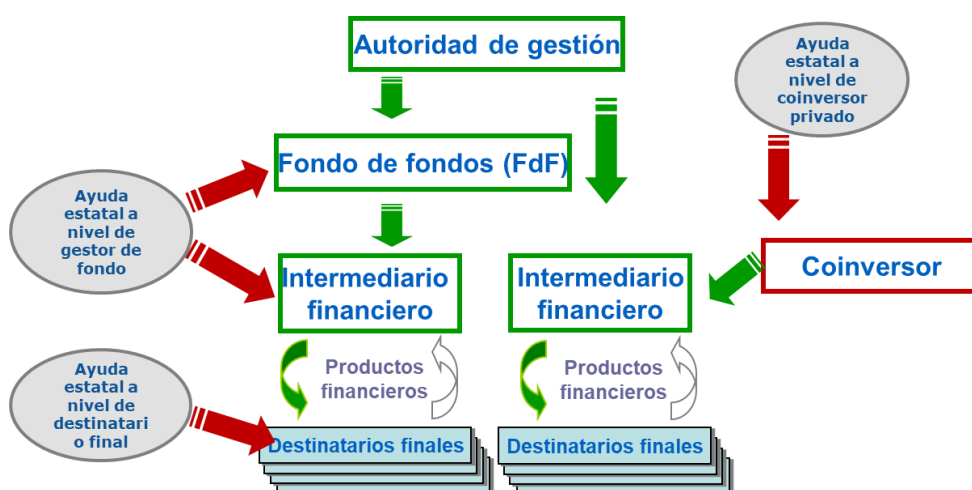 Autoridad de gestión
Ayuda
estatal a
nivel de
coinversor
privado
Fondo de fondos (FdF)
Ayuda
estatal a
nivel de
gestor de
fondo
Intermediario
financiero
Intermediario
financiero
Coinversor
Productos
financieros
Productos
financieros
Ayuda
estatal a
nivel de
destinatari
o final
Destinatarios finales
Destinatarios finales